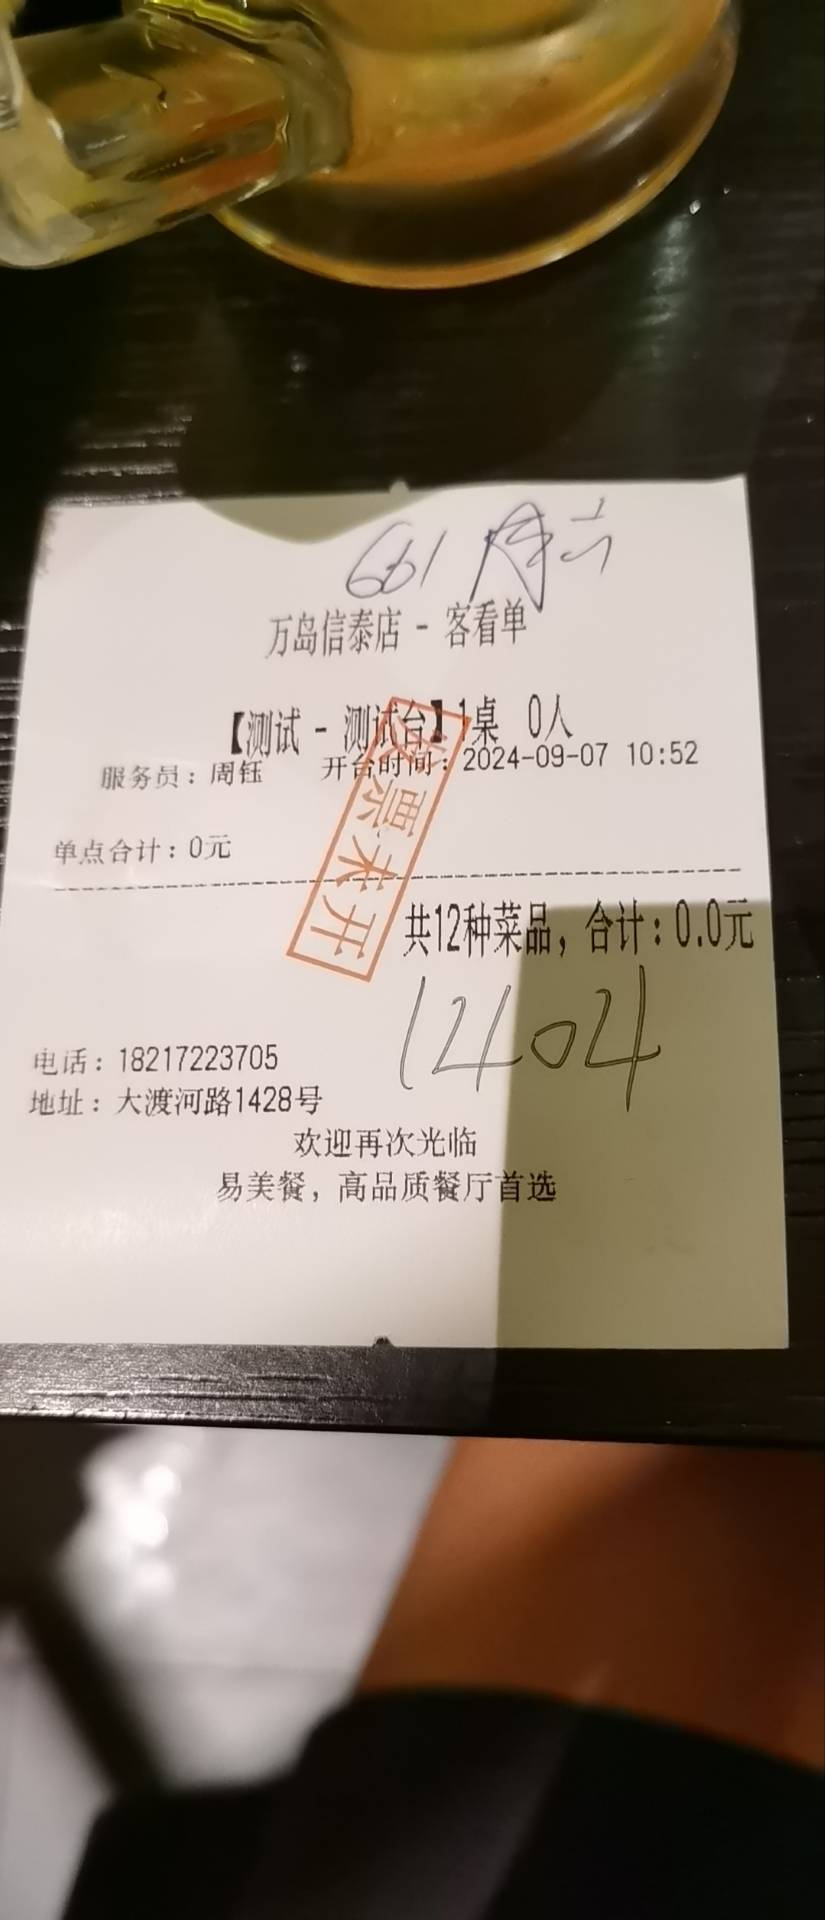 661
万岛信泰店 - 客看单
【测试 - 测试台】1桌 0人
服务员：周钰 开台时间：2024-09-07 10:52
发票未开
单点合计：0元
共12种菜品，合计：0.0元
1404
电话：18217223705
地址：大渡河路1428号
欢迎再次光临
易美餐，高品质餐厅首选